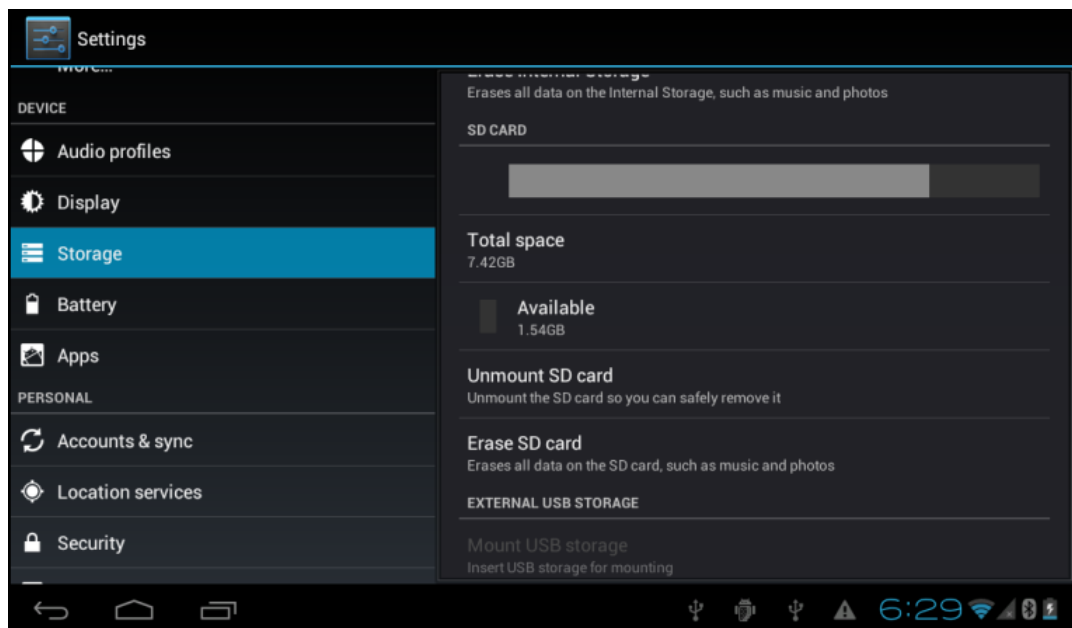 Settings
More...
DEVICE
Audio profiles
Display
Storage
Battery
Apps
PERSONAL
Accounts & sync
Location services
Security
Erase Internal Storage
Erases all data on the Internal Storage, such as music and photos
SD CARD
Total space
7.42GB
Available
1.54GB
Unmount SD card
Unmount the SD card so you can safely remove it
Erase SD card
Erases all data on the SD card, such as music and photos
EXTERNAL USB STORAGE
Mount USB storage
Insert USB storage for mounting
6:29